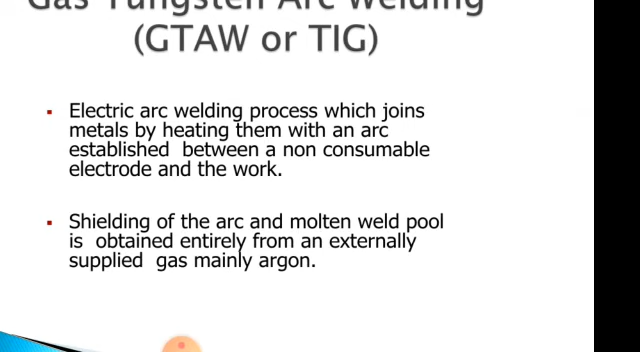 Gas Tungsten Arc Welding
(GTAW or TIG)
Electric arc welding process which joins
metals by heating them with an arc
established between a non consumable
electrode and the work.
Shielding of the arc and molten weld pool
is obtained entirely from an externally
supplied gas mainly argon.